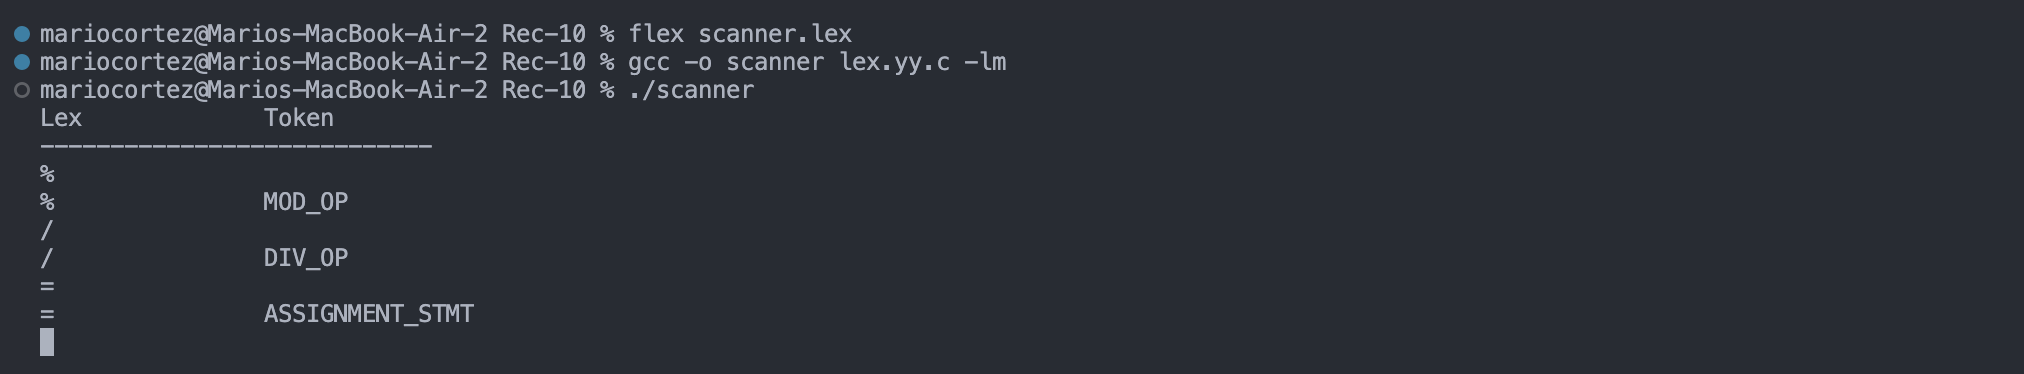 mariocortez@Marios-MacBook-Air-2 Rec-10 % flex scanner.lex
mariocortez@Marios-MacBook-Air-2 Rec-10 % gcc -o scanner lex.yy.c -lm
mariocortez@Marios-MacBook-Air-2 Rec-10 % ./scanner
Lex             Token
----------------------------
%
%               MOD_OP
/
/               DIV_OP
=
=               ASSIGNMENT_STMT